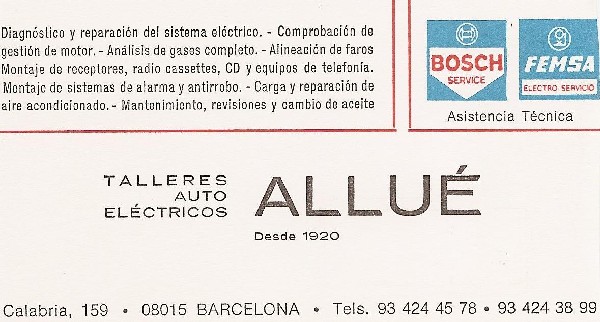 Diagnóstico y reparación del sistema eléctrico. - Comprobación de
gestión de motor. - Análisis de gases completo. - Alineación de faros
Montaje de receptores, radio cassettes, CD y equipos de telefonía.
Montaje de sistemas de alarma y antirrobo. - Carga y reparación de
aire acondicionado. - Mantenimiento, revisiones y cambio de aceite
BOSCH
SERVICE
FEMSA
ELECTRO SERVICIO
Asistencia Técnica
TALLERES
AUTO
ELÉCTRICOS
ALLUÉ
Desde 1920
Calabria, 159 • 08015 BARCELONA • Tels. 93 424 45 78 • 93 424 38 99